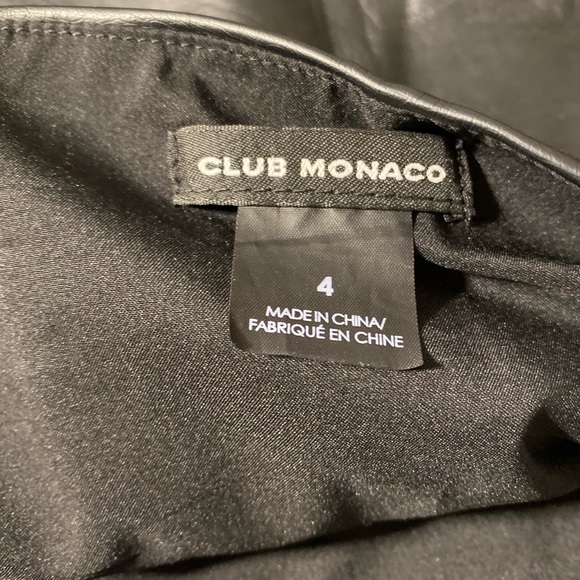 CLUB MONACO
4
MADE IN CHINA/
FABRIQUÉ EN CHINE